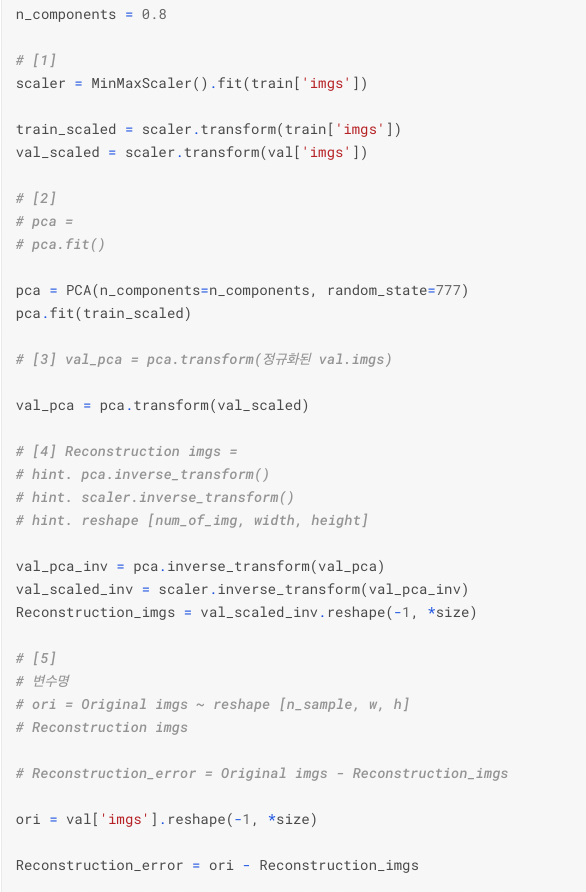 n_components = 0.8
# [1]
scaler = MinMaxScaler().fit(train['imgs'])
train_scaled = scaler.transform(train['imgs'])
val_scaled = scaler.transform(val['imgs'])
# [2]
# pca =
# pca.fit()
pca = PCA(n_components=n_components, random_state=777)
pca.fit(train_scaled)
# [3] val_pca = pca.transform(정규화된 val.imgs)
val_pca = pca.transform(val_scaled)
# [4] Reconstruction imgs =
# hint. pca.inverse_transform()
# hint. scaler.inverse_transform()
# hint. reshape [num_of_img, width, height]
val_pca_inv = pca.inverse_transform(val_pca)
val_scaled_inv = scaler.inverse_transform(val_pca_inv)
Reconstruction_imgs = val_scaled_inv.reshape(-1, *size)
# [5]
# 변수명
# ori = Original imgs ~ reshape [n_sample, w, h]
# Reconstruction imgs
# Reconstruction_error = Original imgs - Reconstruction_imgs
ori = val['imgs'].reshape(-1, *size)
Reconstruction_error = ori - Reconstruction_imgs